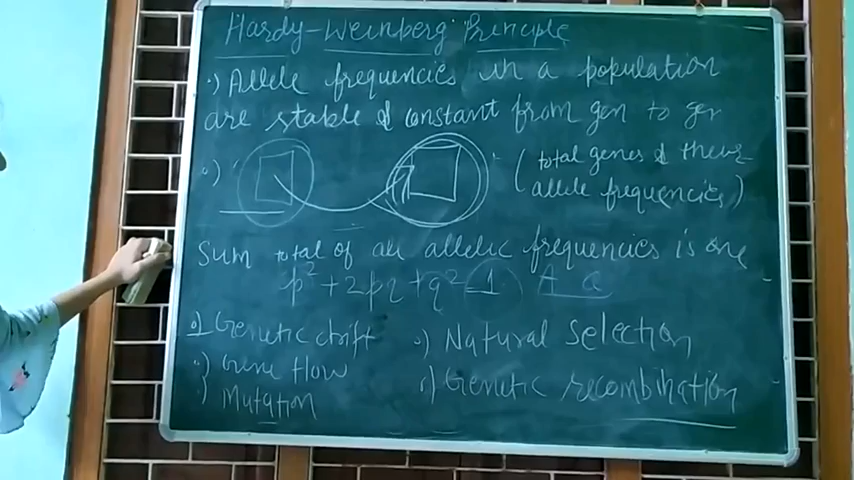 Hardy-Weinberg Principle
•) Allele frequencies in a population
are stable & constant from gen to gen
•) (total genes & their
allele frequencies)
Sum total of all allelic frequencies is one
p² + 2pq + q² = 1. A a
•) Genetic drift •) Natural selection
•) Gene flow •) Genetic recombination
•) Mutation